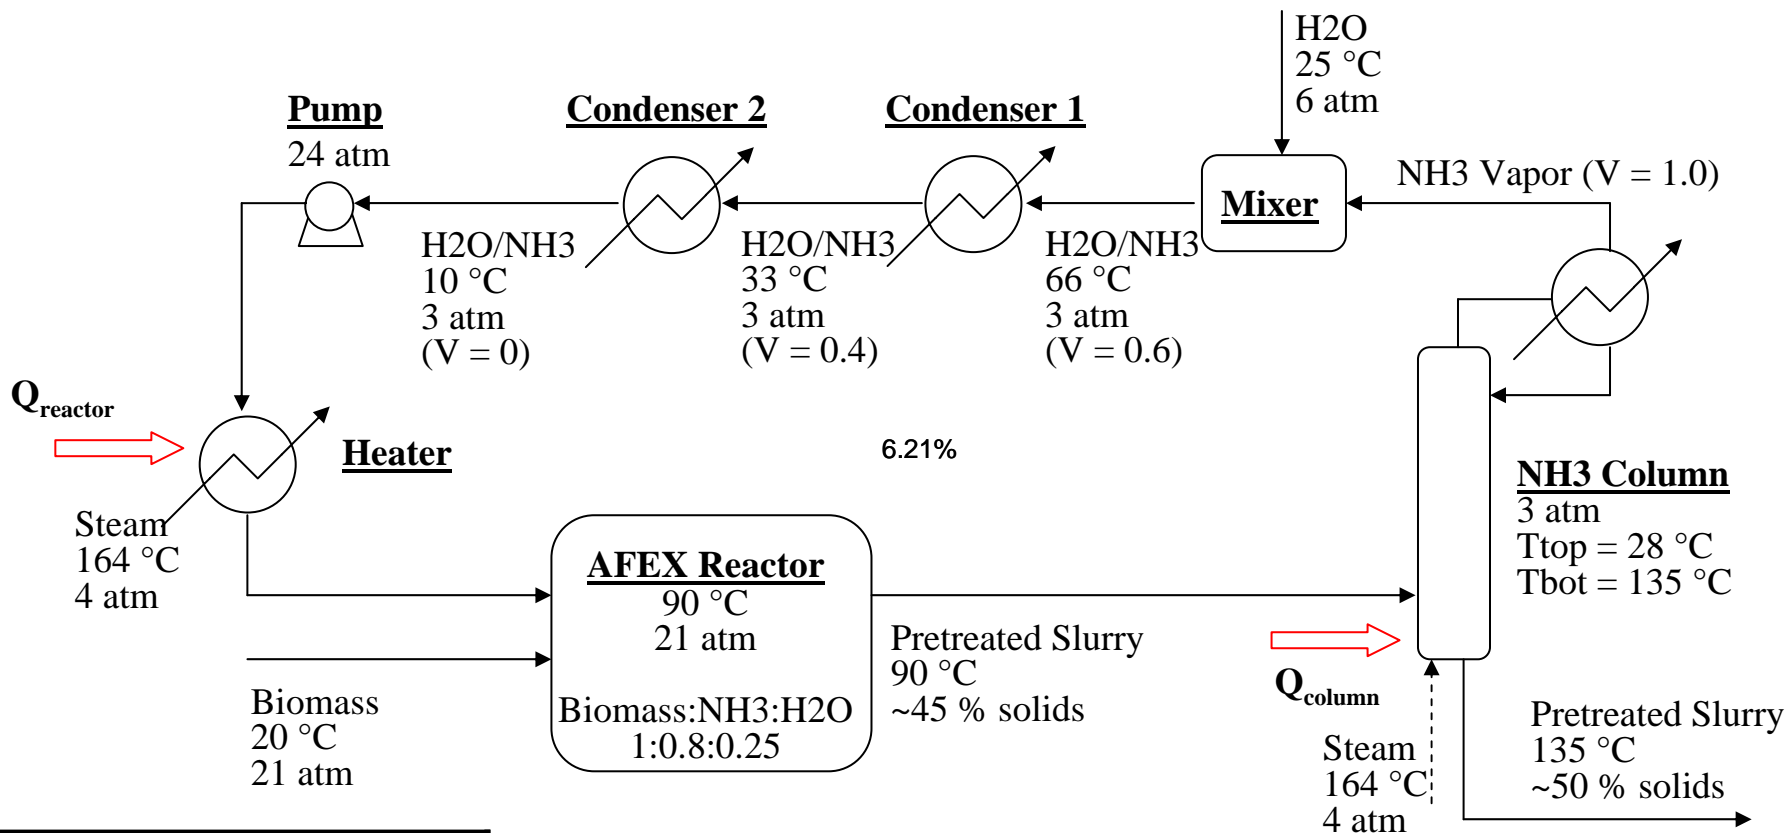 H2O
25 °C
6 atm
Pump
24 atm
Condenser 2
Condenser 1
Mixer
NH3 Vapor (V = 1.0)
H2O/NH3
10 °C
3 atm
(V = 0)
H2O/NH3
33 °C
3 atm
(V = 0.4)
H2O/NH3
66 °C
3 atm
(V = 0.6)
Qreactor
Heater
6.21%
Steam
164 °C
4 atm
NH3 Column
3 atm
Ttop = 28 °C
Tbot = 135 °C
AFEX Reactor
90 °C
21 atm
Biomass:NH3:H2O
1:0.8:0.25
Biomass
20 °C
21 atm
Pretreated Slurry
90 °C
~45 % solids
Qcolumn
Steam
164 °C
4 atm
Pretreated Slurry
135 °C
~50 % solids